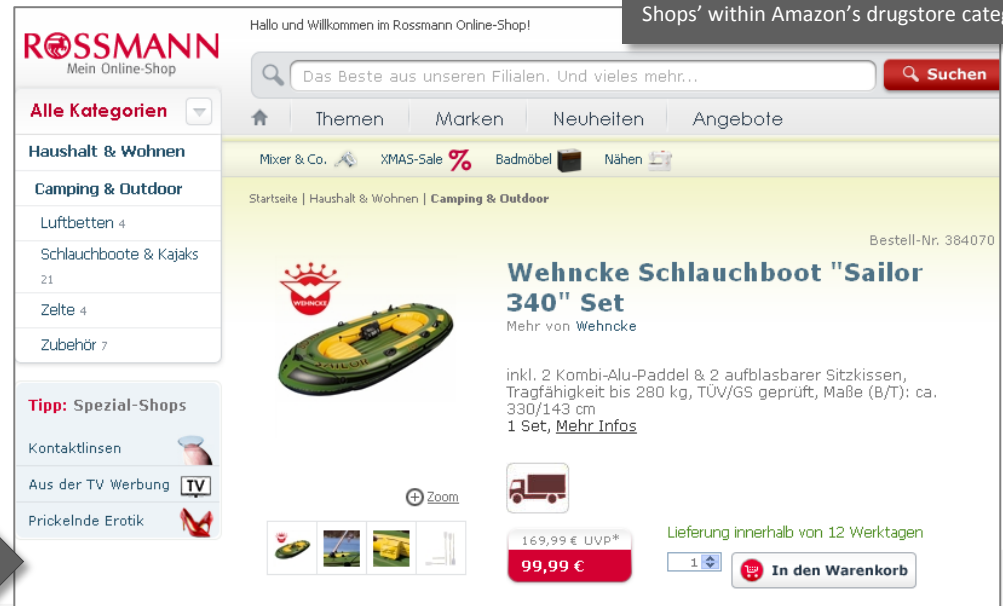 Shops' within Amazon's drugstore cate
ROSSMANN
Mein Online-Shop
Hallo und Willkommen im Rossmann Online-Shop!
Das Beste aus unseren Filialen. Und vieles mehr...
Suchen
Alle Kategorien
Themen Marken Neuheiten Angebote
Haushalt & Wohnen
Camping & Outdoor
Luftbetten 4
Schlauchboote & Kajaks
21
Zelte 4
Zubehör 7
Mixer & Co. XMAS-Sale % Badmöbel Nähen
Startseite | Haushalt & Wohnen | Camping & Outdoor
Bestell-Nr. 384070
WEHNCKE
Wehncke Schlauchboot "Sailor
340" Set
Mehr von Wehncke
inkl. 2 Kombi-Alu-Paddel & 2 aufblasbarer Sitzkissen,
Tragfähigkeit bis 280 kg, TÜV/GS geprüft, Maße (B/T): ca.
330/143 cm
1 Set, Mehr Infos
Tipp: Spezial-Shops
Kontaktlinsen
Aus der TV Werbung TV
Prickelnde Erotik
Zoom
169,99 € UVP*
99,99 €
Lieferung innerhalb von 12 Werktagen
1
In den Warenkorb